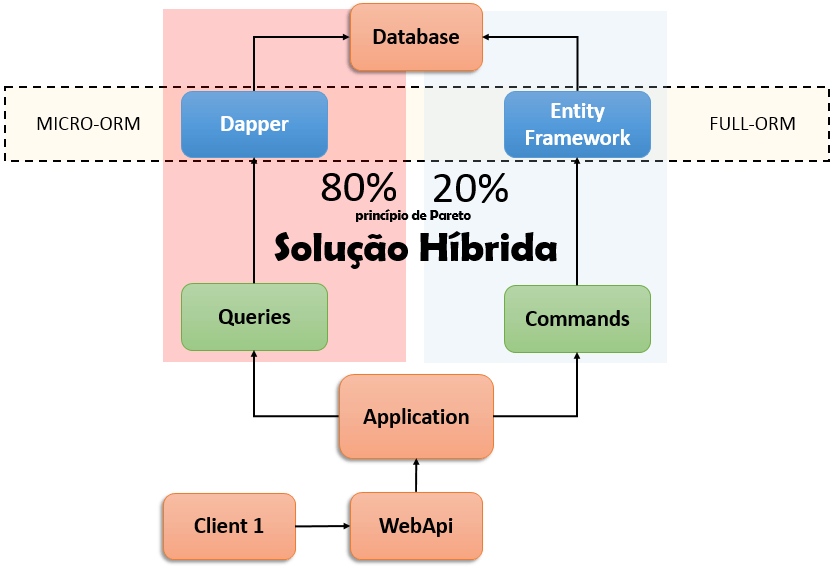 Database
MICRO-ORM
Dapper
Entity
Framework
FULL-ORM
80%
20%
princípio de Pareto
Solução Híbrida
Queries
Commands
Application
Client 1
WebApi